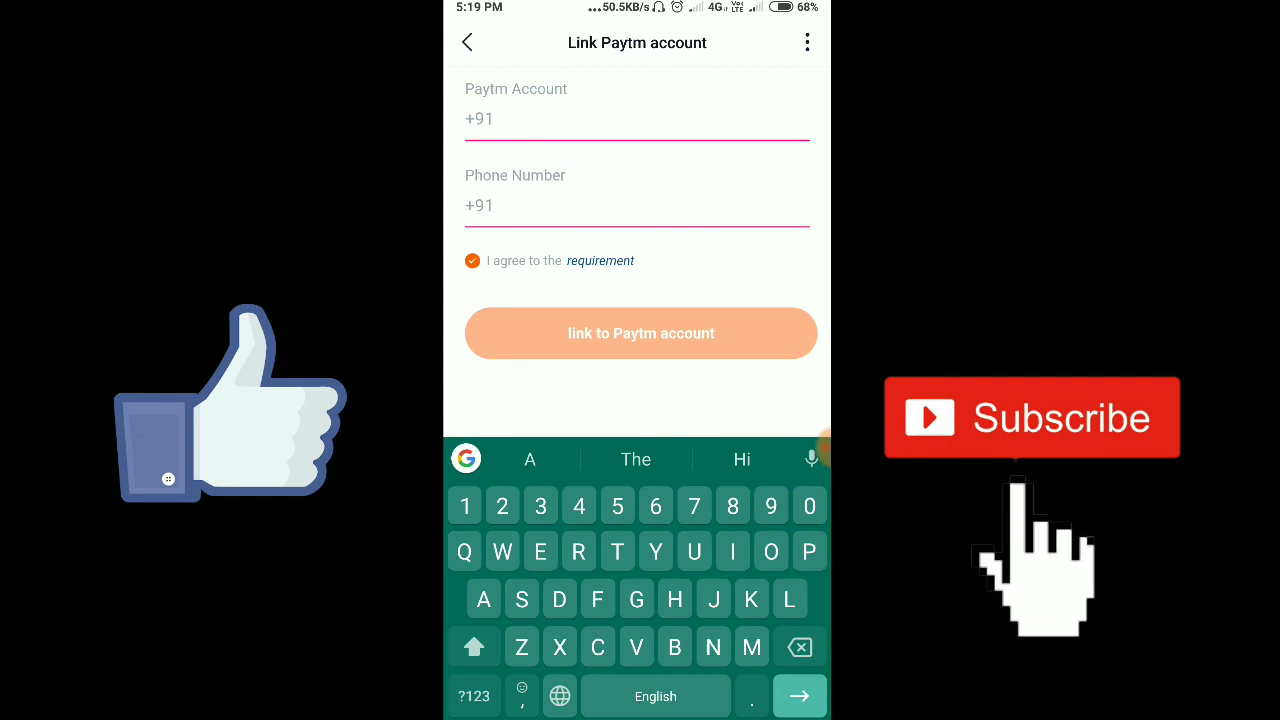 5:19 PM ...50.5KB/s 4G VoLTE 68%
Link Paytm account
Paytm Account
+91
Phone Number
+91
I agree to the requirement
link to Paytm account
Subscribe
G A The Hi
1 2 3 4 5 6 7 8 9 0
Q W E R T Y U I O P
A S D F G H J K L
Z X C V B N M
?123 , English .